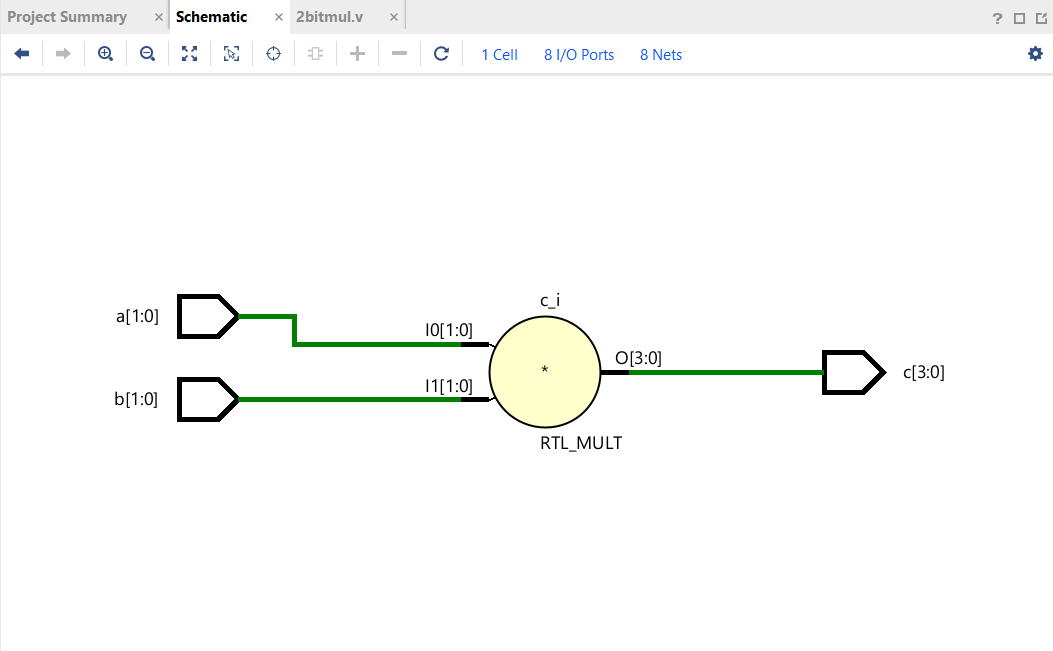 Project Summary × Schematic × 2bitmul.v × ?
1 Cell 8 I/O Ports 8 Nets
c_i
a[1:0]
I0[1:0]
O[3:0]
*
c[3:0]
I1[1:0]
b[1:0]
RTL_MULT